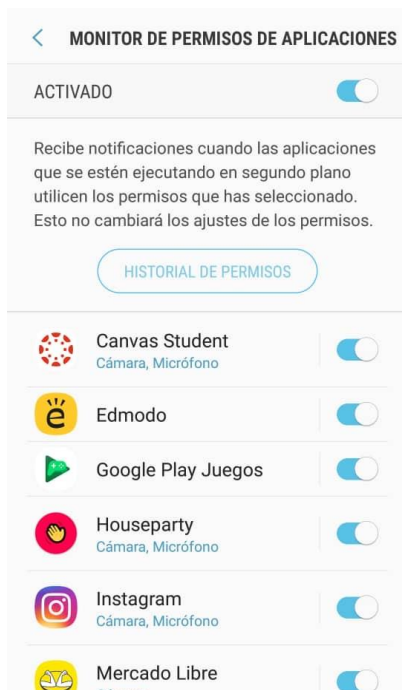 MONITOR DE PERMISOS DE APLICACIONES
ACTIVADO
Recibe notificaciones cuando las aplicaciones
que se estén ejecutando en segundo plano
utilicen los permisos que has seleccionado.
Esto no cambiará los ajustes de los permisos.
HISTORIAL DE PERMISOS
Canvas Student
Cámara, Micrófono
ë Edmodo
Google Play Juegos
Houseparty
Cámara, Micrófono
Instagram
Cámara, Micrófono
Mercado Libre